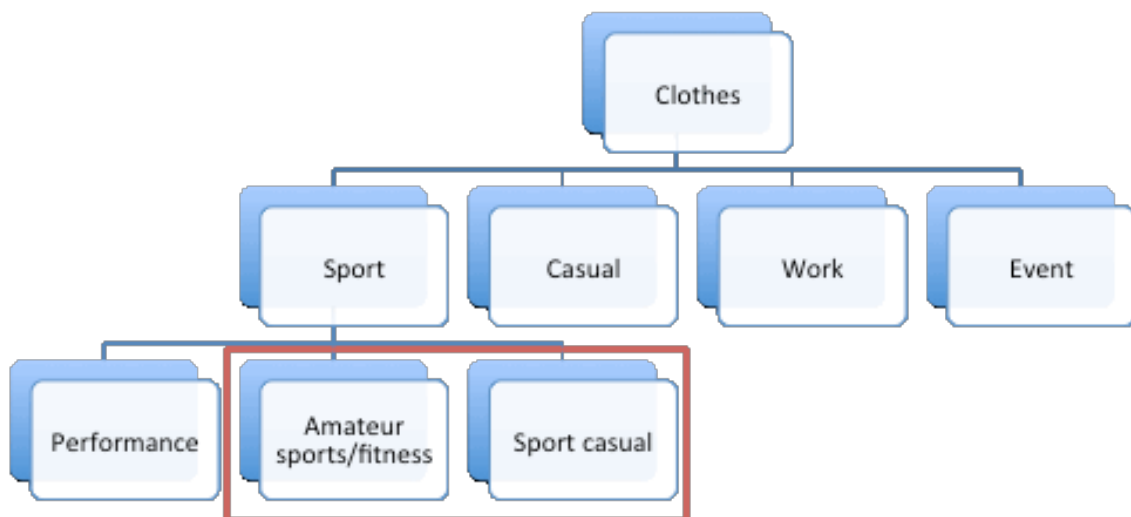 Clothes
Sport
Casual
Work
Event
Performance
Amateur
sports/fitness
Sport casual